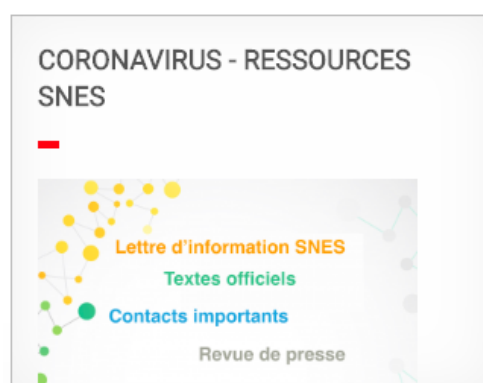 CORONAVIRUS - RESSOURCES
SNES
Lettre d'information SNES
Textes officiels
Contacts importants
Revue de presse